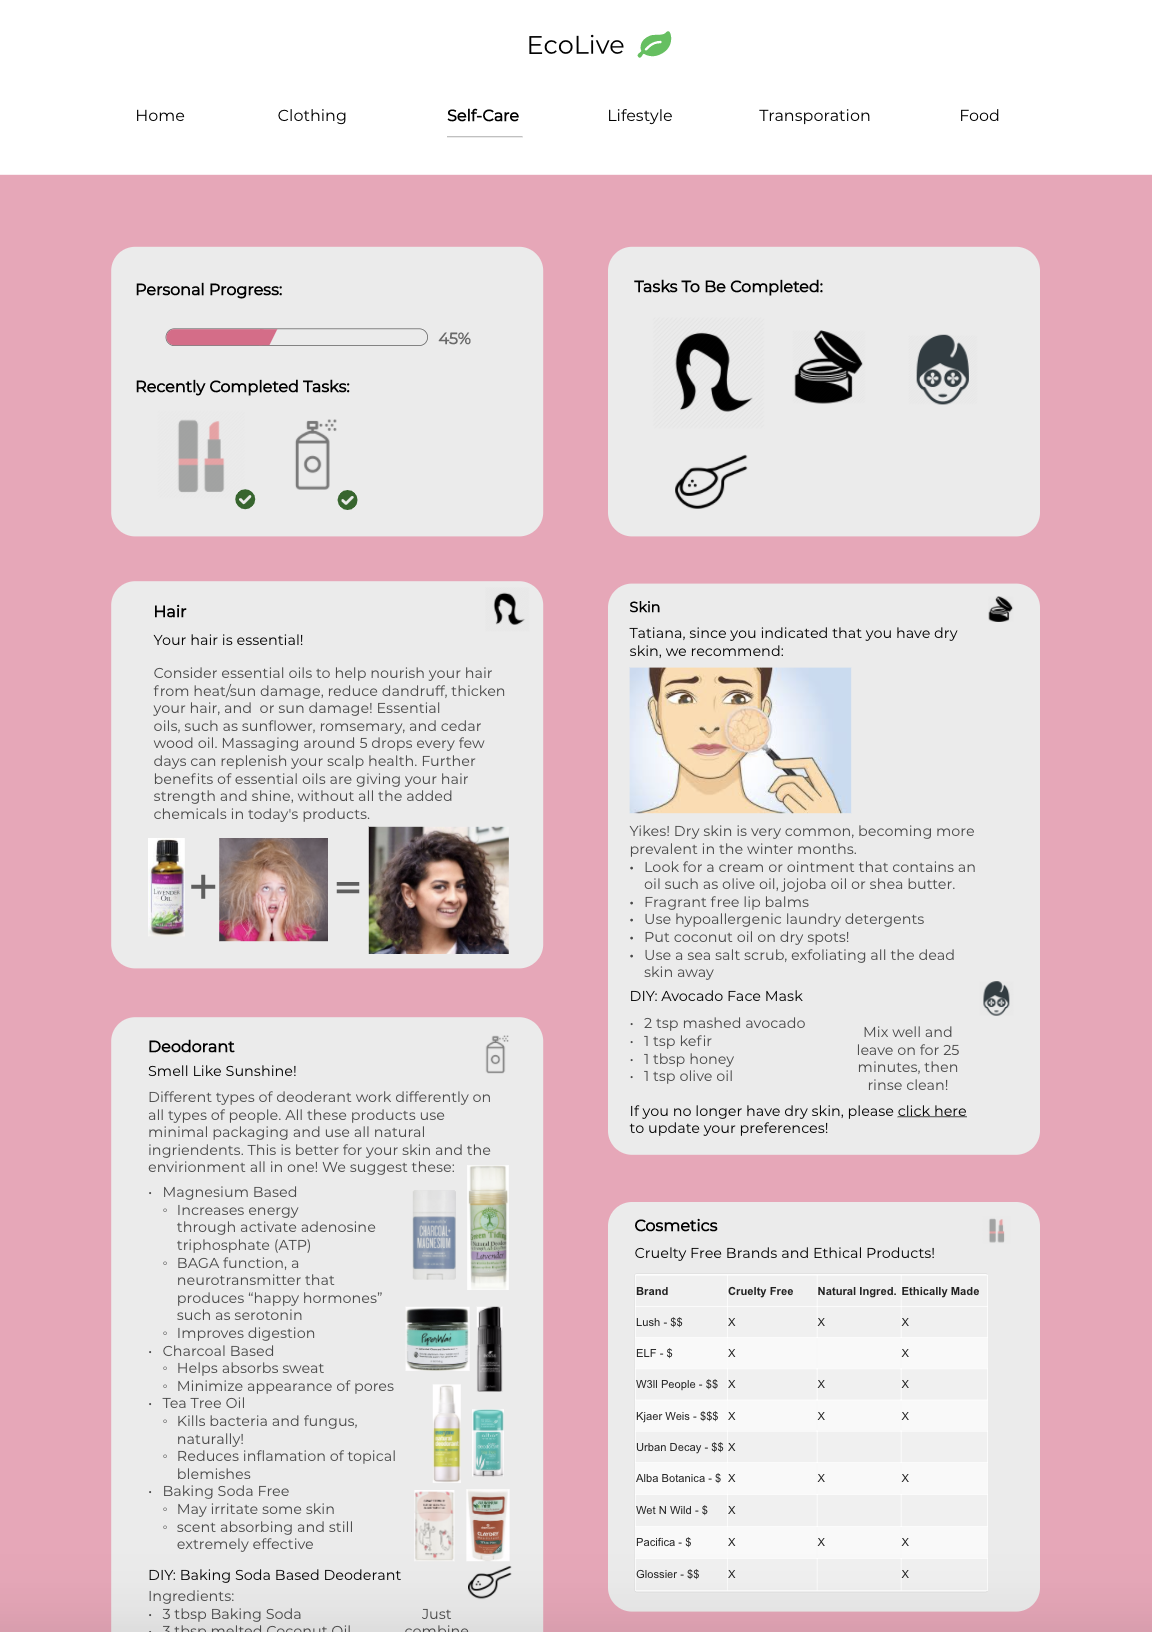 EcoLive
Home
Clothing
Self-Care
Lifestyle
Transporation
Food
Personal Progress:
45%
Recently Completed Tasks:
Tasks To Be Completed:
Hair
Your hair is essential!
Consider essential oils to help nourish your hair
from heat/sun damage, reduce dandruff, thicken
your hair, and or sun damage! Essential
oils, such as sunflower, romsemary, and cedar
wood oil. Massaging around 5 drops every few
days can replenish your scalp health. Further
benefits of essential oils are giving your hair
strength and shine, without all the added
chemicals in today's products.
LAVENDER
OIL
+
=
Skin
Tatiana, since you indicated that you have dry
skin, we recommend:
Yikes! Dry skin is very common, becoming more
prevalent in the winter months.
• Look for a cream or ointment that contains an
oil such as olive oil, jojoba oil or shea butter.
• Fragrant free lip balms
• Use hypoallergenic laundry detergents
• Put coconut oil on dry spots!
• Use a sea salt scrub, exfoliating all the dead
skin away
DIY: Avocado Face Mask
• 2 tsp mashed avocado
• 1 tsp kefir
• 1 tbsp honey
• 1 tsp olive oil
Mix well and
leave on for 25
minutes, then
rinse clean!
If you no longer have dry skin, please click here
to update your preferences!
Deodorant
Smell Like Sunshine!
Different types of deodorant work differently on
all types of people. All these products use
minimal packaging and use all natural
ingriendents. This is better for your skin and the
envirionment all in one! We suggest these:
• Magnesium Based
◦ Increases energy
through activate adenosine
triphosphate (ATP)
◦ BAGA function, a
neurotransmitter that
produces “happy hormones”
such as serotonin
◦ Improves digestion
• Charcoal Based
◦ Helps absorbs sweat
◦ Minimize appearance of pores
• Tea Tree Oil
◦ Kills bacteria and fungus,
naturally!
◦ Reduces inflamation of topical
blemishes
• Baking Soda Free
◦ May irritate some skin
◦ scent absorbing and still
extremely effective
CHARCOAL+
MAGNESIUM
Lavender
DIY: Baking Soda Based Deoderant
Ingredients:
• 3 tbsp Baking Soda
• 3 tbsp melted Coconut Oil
Just
combine
Cosmetics
Cruelty Free Brands and Ethical Products!
Brand Cruelty Free Natural Ingred. Ethically Made
Lush - $$ X X X
ELF - $ X X
W3ll People - $$ X X X
Kjaer Weis - $$$ X X X
Urban Decay - $$ X
Alba Botanica - $ X X X
Wet N Wild - $ X
Pacifica - $ X X X
Glossier - $$ X X